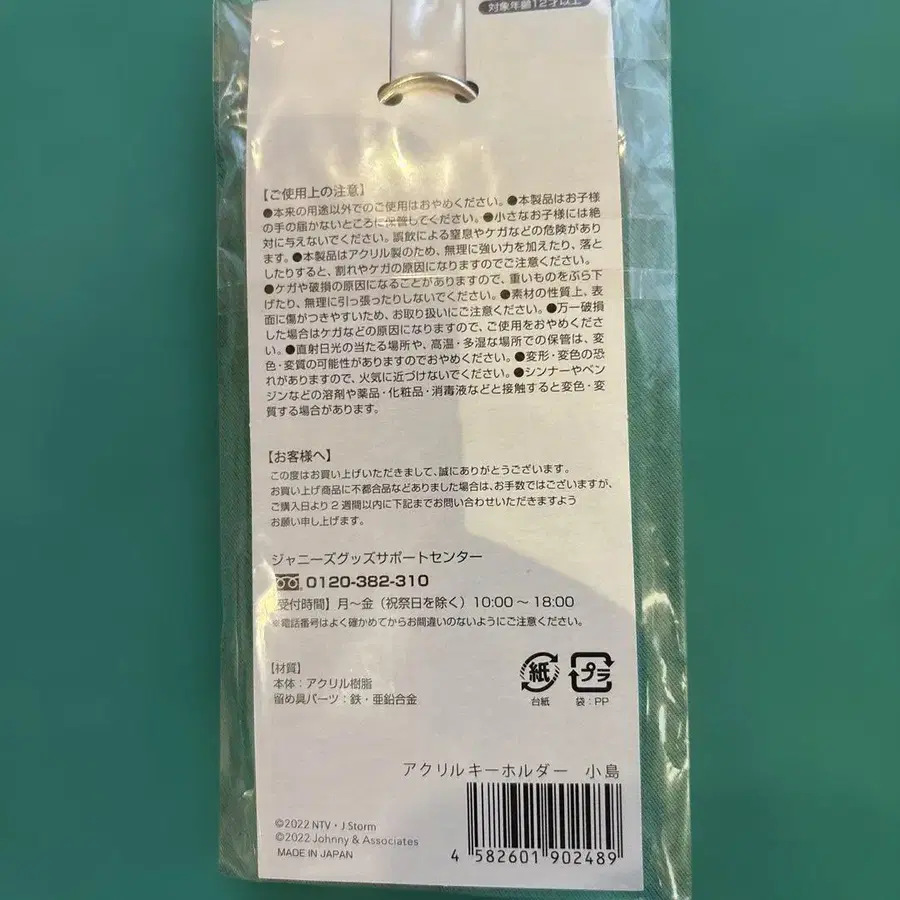 対象年齢12才以上
【ご使用上の注意】
●本来の用途以外でのご使用はおやめください。●本製品はお子様
の手の届かないところに保管してください。●小さなお子様には絶
対に与えないでください。誤飲による窒息やケガなどの危険があり
ます。●本製品はアクリル製のため、無理に強い力を加えたり、落と
したりすると、割れやケガの原因になりますのでご注意ください。
●ケガや破損の原因になることがありますので、重いものをぶら下
げたり、無理に引っ張ったりしないでください。●素材の性質上、表
面に傷がつきやすいため、お取り扱いにご注意ください。●万一破損
した場合はケガなどの原因になりますので、ご使用をおやめくださ
い。●直射日光の当たる場所や、高温・多湿な場所での保管は、変
色・変質の可能性がありますのでおやめください。●変形・変色の恐
れがありますので、火気に近づけないでください。●シンナーやベン
ジンなどの溶剤や薬品・化粧品・消毒液などと接触すると変色・変
質する場合があります。
【お客様へ】
この度はお買い上げいただきまして、誠にありがとうございます。
お買い上げ商品に不都合品などありました場合は、お手数ではございますが、
ご購入日より2週間以内に下記までお問い合わせいただきますよう
お願い申し上げます。
ジャニーズグッズサポートセンター
0120-382-310
【受付時間】月～金（祝祭日を除く）10:00～18:00
※電話番号はよく確かめてからお間違いのないようにご注意ください。
【材質】
本体：アクリル樹脂
留め具パーツ：鉄・亜鉛合金
紙 プラ
台紙 袋：PP
アクリルキーホルダー 小島
©2022 NTV・J Storm
©2022 Johnny & Associates
MADE IN JAPAN
4 582601 902489